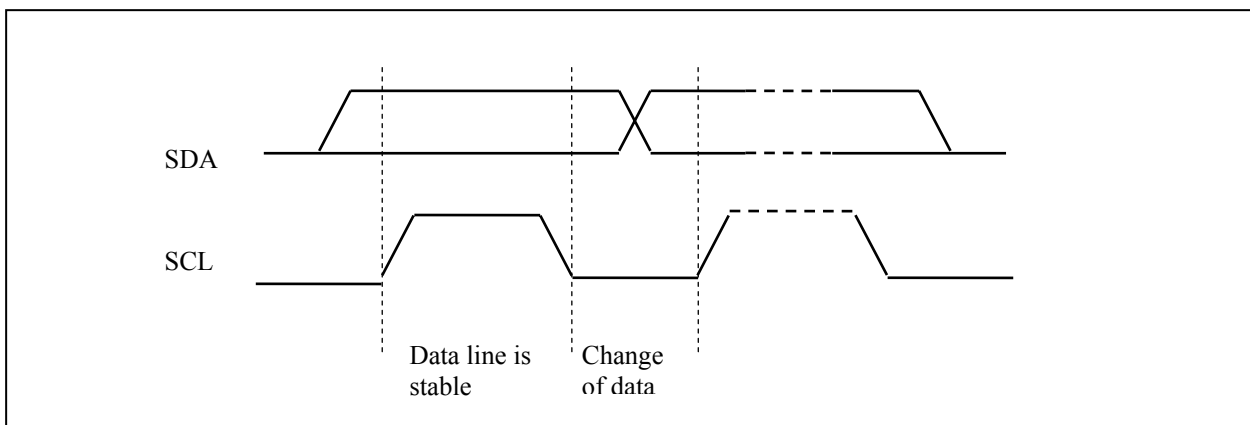 SDA
SCL
Data line is
stable
Change
of data